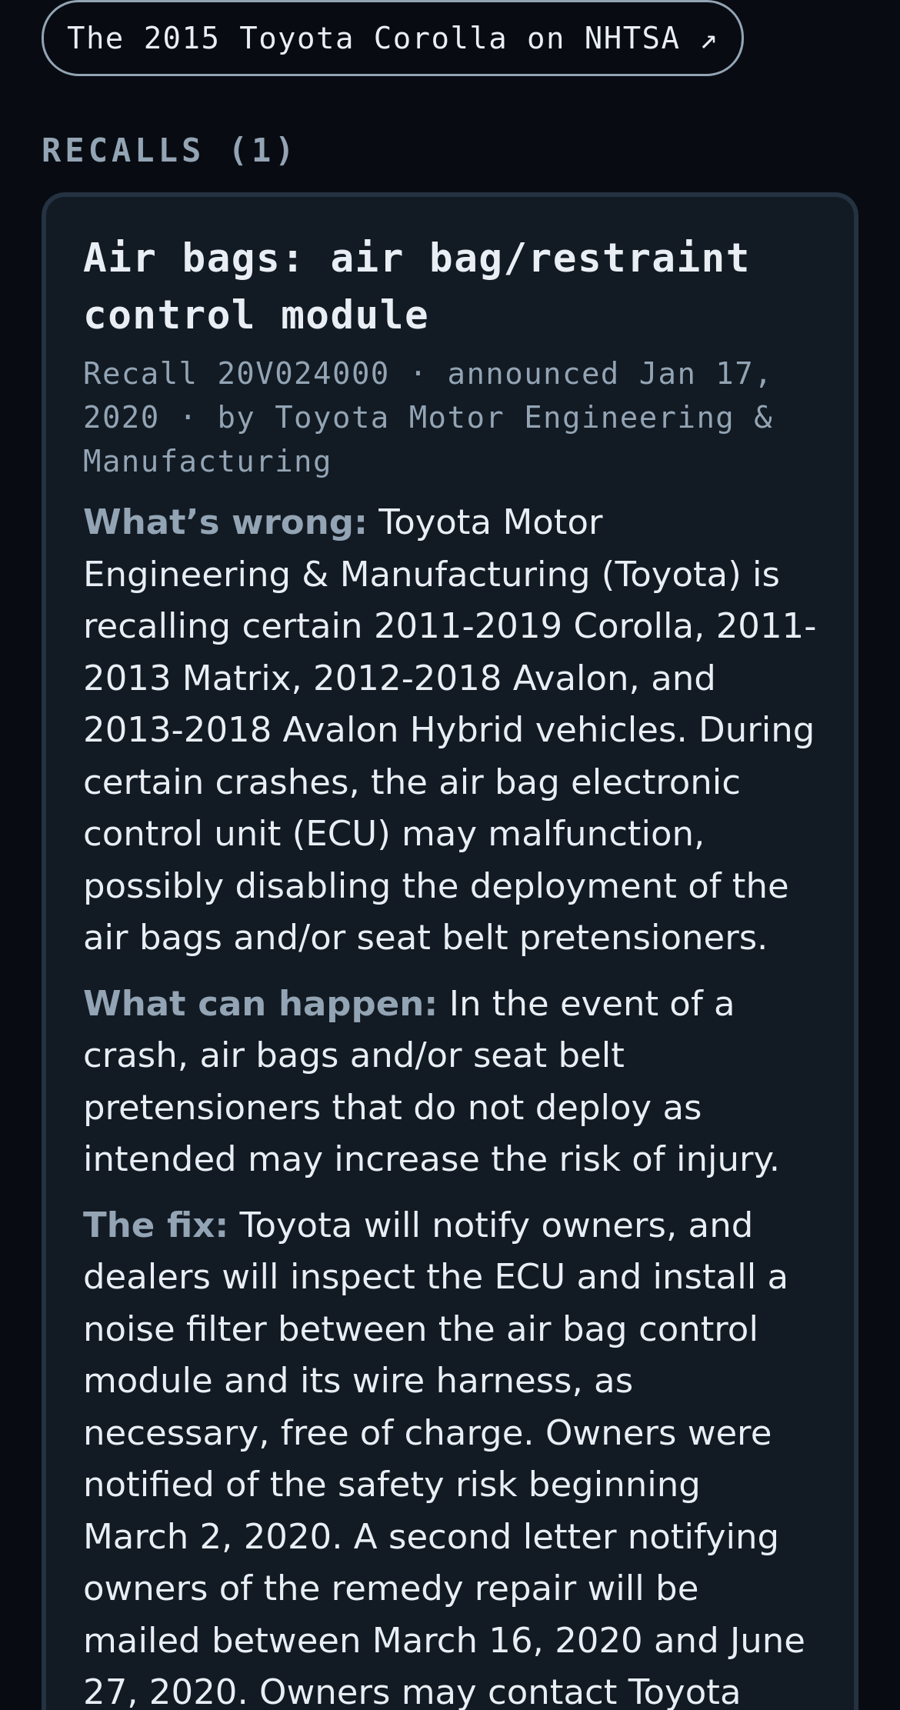 The 2015 Toyota Corolla on NHTSA ↗
RECALLS (1)
Air bags: air bag/restraint
control module
Recall 20V024000 · announced Jan 17,
2020 · by Toyota Motor Engineering &
Manufacturing
What’s wrong: Toyota Motor
Engineering & Manufacturing (Toyota) is
recalling certain 2011-2019 Corolla, 2011-
2013 Matrix, 2012-2018 Avalon, and
2013-2018 Avalon Hybrid vehicles. During
certain crashes, the air bag electronic
control unit (ECU) may malfunction,
possibly disabling the deployment of the
air bags and/or seat belt pretensioners.
What can happen: In the event of a
crash, air bags and/or seat belt
pretensioners that do not deploy as
intended may increase the risk of injury.
The fix: Toyota will notify owners, and
dealers will inspect the ECU and install a
noise filter between the air bag control
module and its wire harness, as
necessary, free of charge. Owners were
notified of the safety risk beginning
March 2, 2020. A second letter notifying
owners of the remedy repair will be
mailed between March 16, 2020 and June
27, 2020. Owners may contact Toyota